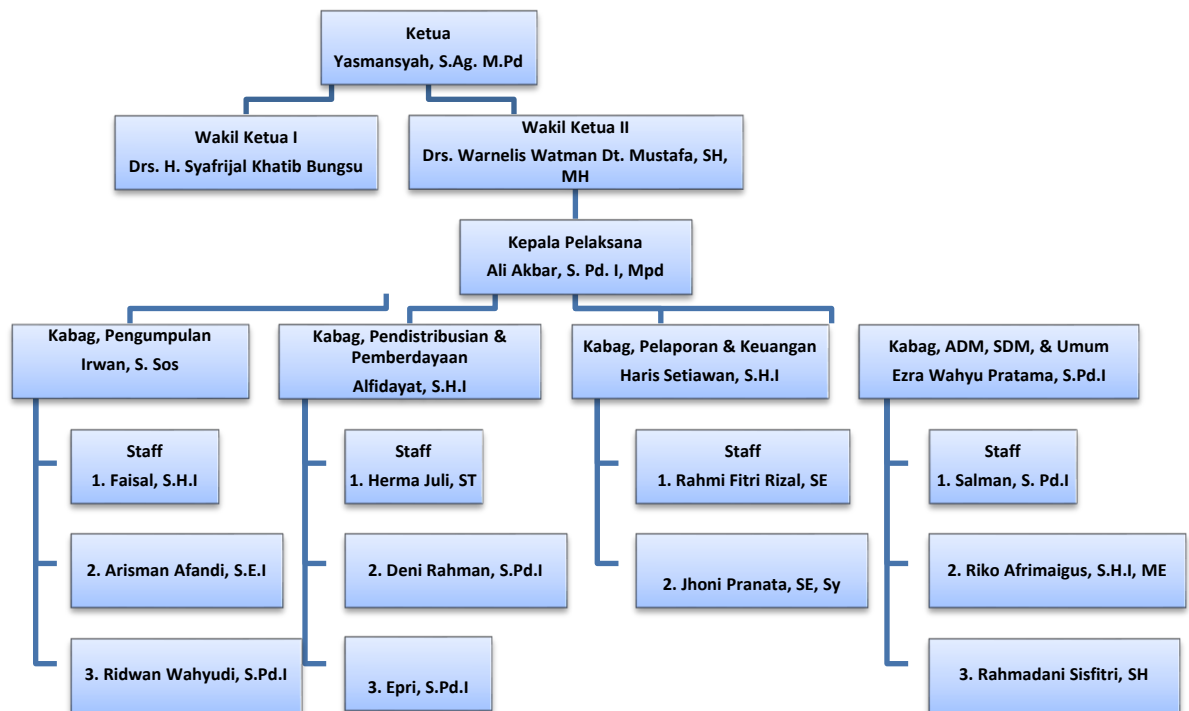 Ketua
Yasmansyah, S.Ag. M.Pd
Wakil Ketua I
Drs. H. Syafrijal Khatib Bungsu
Wakil Ketua II
Drs. Warnelis Watman Dt. Mustafa, SH,
MH
Kepala Pelaksana
Ali Akbar, S. Pd. I, Mpd
Kabag, Pengumpulan
Irwan, S. Sos
Staff
1. Faisal, S.H.I
2. Arisman Afandi, S.E.I
3. Ridwan Wahyudi, S.Pd.I
Kabag, Pendistribusian &
Pemberdayaan
Alfidayat, S.H.I
Staff
1. Herma Juli, ST
2. Deni Rahman, S.Pd.I
3. Epri, S.Pd.I
Kabag, Pelaporan & Keuangan
Haris Setiawan, S.H.I
Staff
1. Rahmi Fitri Rizal, SE
2. Jhoni Pranata, SE, Sy
Kabag, ADM, SDM, & Umum
Ezra Wahyu Pratama, S.Pd.I
Staff
1. Salman, S. Pd.I
2. Riko Afrimaigus, S.H.I, ME
3. Rahmadani Sisfitri, SH